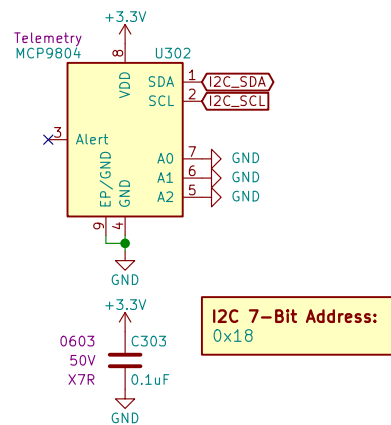 +3.3V
Telemetry
MCP9804 U302
8
VDD
SDA 1 I2C_SDA
SCL 2 I2C_SCL
3 Alert
A0 7 GND
A1 6 GND
A2 5 GND
EP/GND GND
9 4
GND
+3.3V
0603 C303
50V
X7R 0.1uF
GND
I2C 7-Bit Address:
0x18